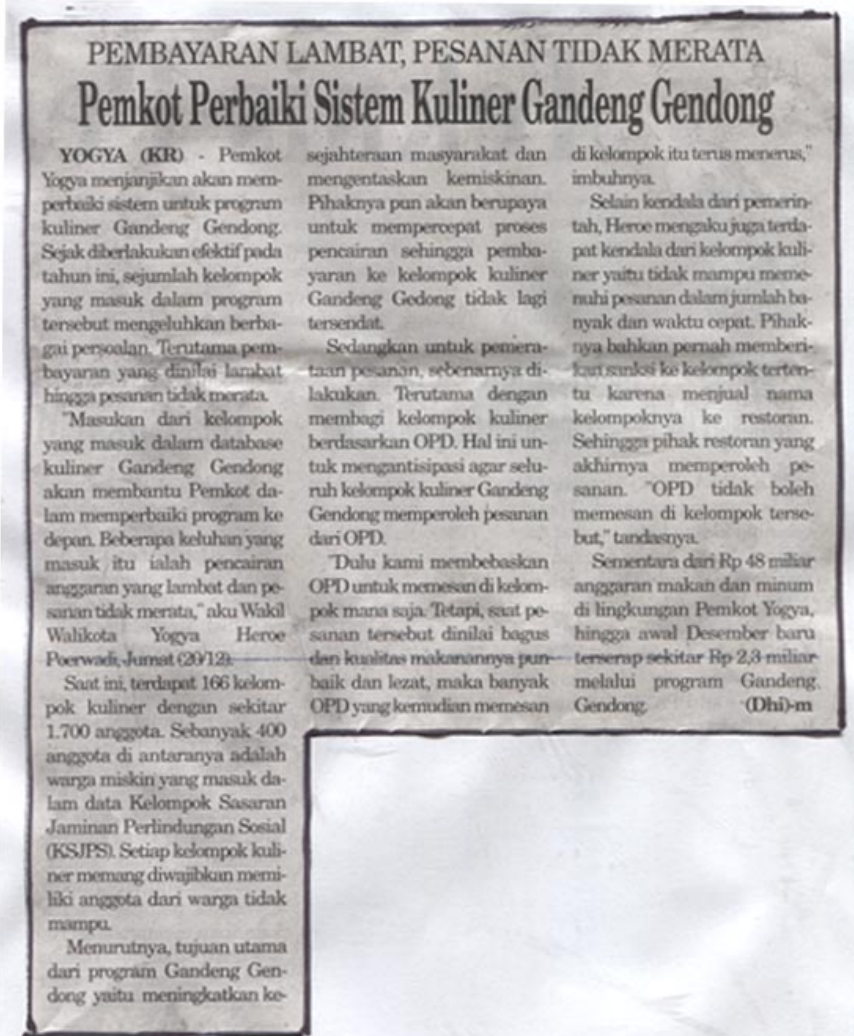 PEMBAYARAN LAMBAT, PESANAN TIDAK MERATA
Pemkot Perbaiki Sistem Kuliner Gandeng Gendong
YOGYA (KR) - Pemkot
Yogya menjanjikan akan mem-
perbaiki sistem untuk program
kuliner Gandeng Gendong.
Sejak diberlakukan efektif pada
tahun ini, sejumlah kelompok
yang masuk dalam program
tersebut mengeluhkan berba-
gai persoalan. Terutama pem-
bayaran yang dinilai lambat
hingga pesanan tidak merata.
"Masukan dari kelompok
yang masuk dalam database
kuliner Gandeng Gendong
akan membantu Pemkot da-
lam memperbaiki program ke
depan. Beberapa keluhan yang
masuk itu ialah pencairan
anggaran yang lambat dan pe-
sanan tidak merata," aku Wakil
Walikota Yogya Heroe
Poerwadi, Jumat (20/12).
Saat ini, terdapat 166 kelom-
pok kuliner dengan sekitar
1.700 anggota. Sebanyak 400
anggota di antaranya adalah
warga miskin yang masuk da-
lam data Kelompok Sasaran
Jaminan Perlindungan Sosial
(KSJPS). Setiap kelompok kuli-
ner memang diwajibkan memi-
liki anggota dari warga tidak
mampu.
Menurutnya, tujuan utama
dari program Gandeng Gen-
dong yaitu meningkatkan ke-
sejahteraan masyarakat dan
mengentaskan kemiskinan.
Pihaknya pun akan berupaya
untuk mempercepat proses
pencairan sehingga pemba-
yaran ke kelompok kuliner
Gandeng Gedong tidak lagi
tersendat.
Sedangkan untuk pemera-
taan pesanan, sebenarnya di-
lakukan. Terutama dengan
membagi kelompok kuliner
berdasarkan OPD. Hal ini un-
tuk mengantisipasi agar selu-
ruh kelompok kuliner Gandeng
Gendong memperoleh pesanan
dari OPD.
"Dulu kami membebaskan
OPD untuk memesan di kelom-
pok mana saja. Tetapi, saat pe-
sanan tersebut dinilai bagus
dan kualitas makanannya pun
baik dan lezat, maka banyak
OPD yang kemudian memesan
di kelompok itu terus menerus,"
imbuhnya.
Selain kendala dari pemerin-
tah, Heroe mengaku juga terda-
pat kendala dari kelompok kuli-
ner yaitu tidak mampu meme-
nuhi pesanan dalam jumlah ba-
nyak dan waktu cepat. Pihak-
nya bahkan pernah memberi-
kan sanksi ke kelompok terten-
tu karena menjual nama
kelompoknya ke restoran.
Sehingga pihak restoran yang
akhirnya memperoleh pe-
sanan. "OPD tidak boleh
memesan di kelompok terse-
but," tandasnya.
Sementara dari Rp 48 miliar
anggaran makan dan minum
di lingkungan Pemkot Yogya,
hingga awal Desember baru
terserap sekitar Rp 2,3 miliar
melalui program Gandeng
Gendong. (Dhi)-m